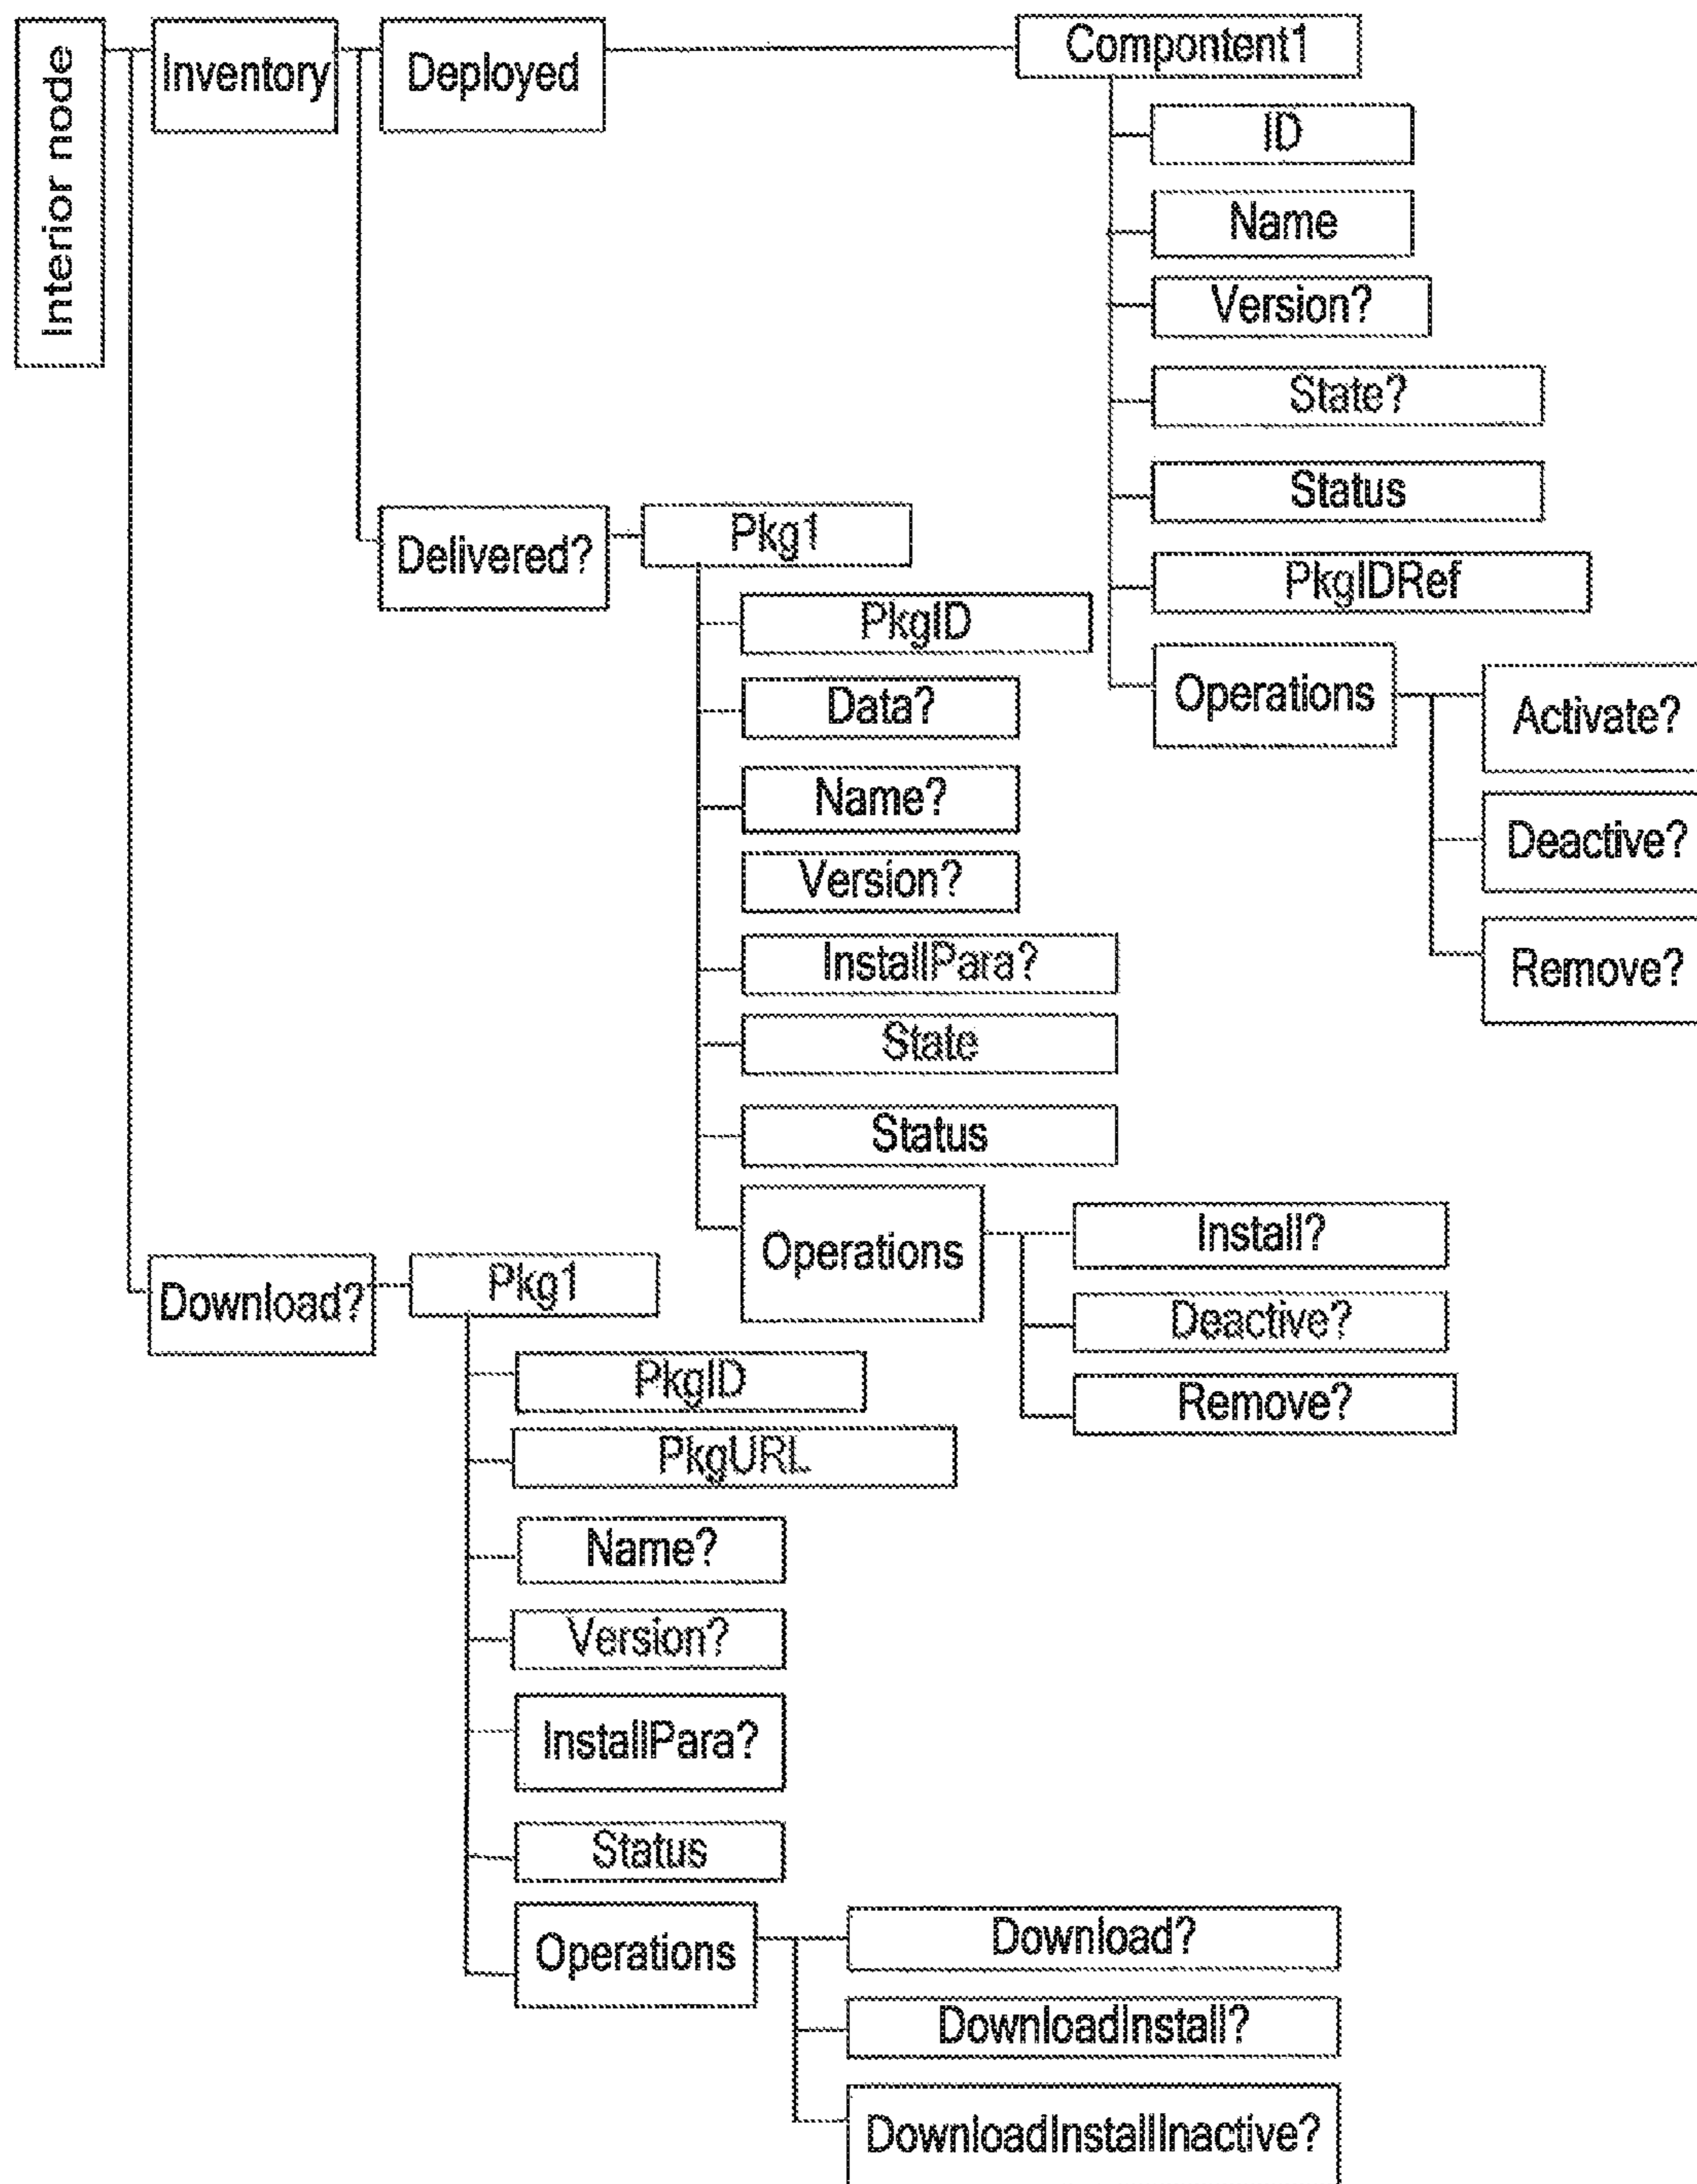 Interior node
Inventory
Deployed
Compontent1
ID
Name
Version?
State?
Status
PkgIDRef
Operations
Activate?
Deactive?
Remove?
Delivered?
Pkg1
PkgID
Data?
Name?
Version?
InstallPara?
State
Status
Operations
Install?
Deactive?
Remove?
Download?
Pkg1
PkgID
PkgURL
Name?
Version?
InstallPara?
Status
Operations
Download?
DownloadInstall?
DownloadInstallInactive?